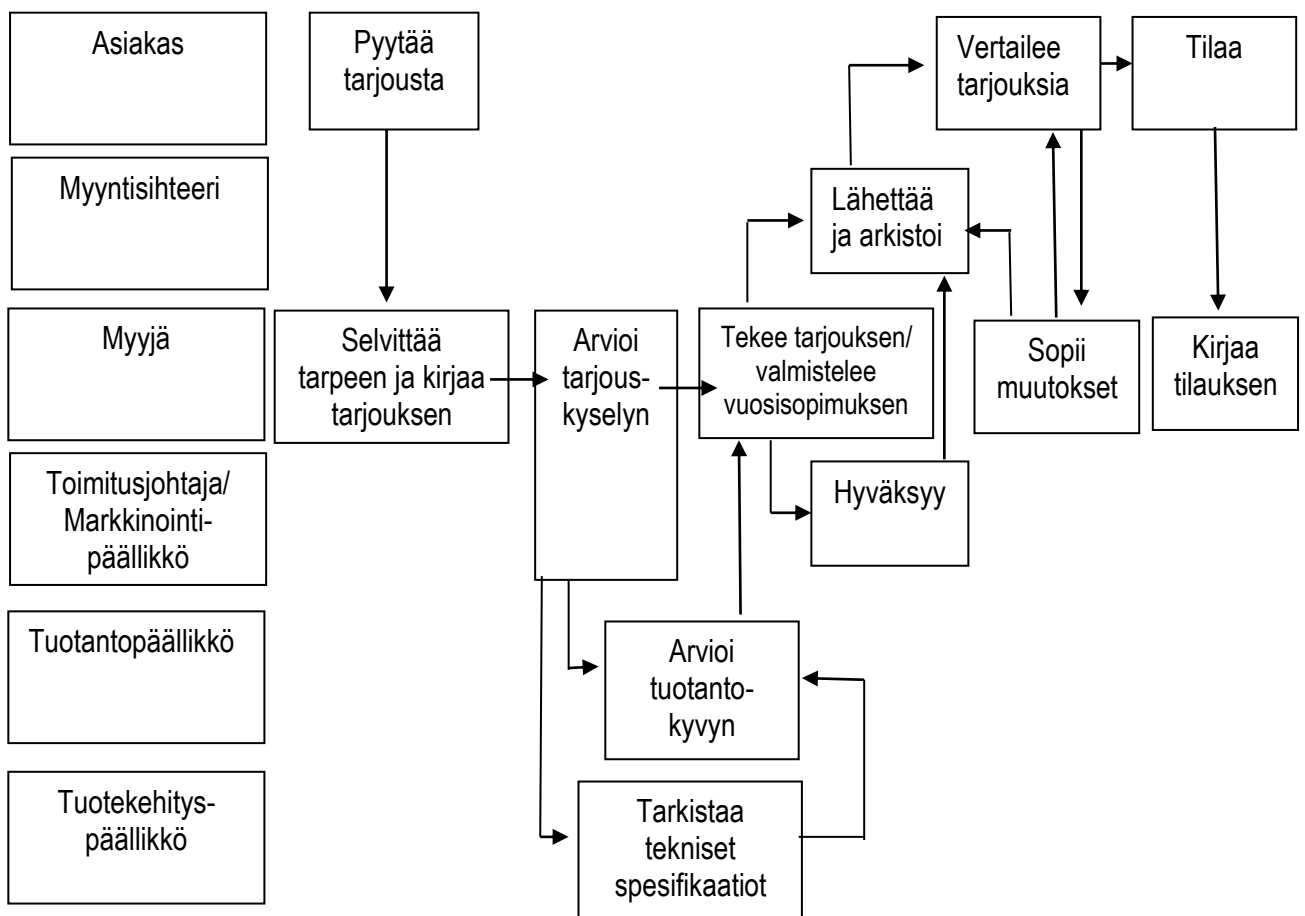 Asiakas
Pyytää
tarjousta
Vertailee
tarjouksia
Tilaa
Myyntisihteeri
Lähettää
ja arkistoi
Myyjä
Selvittää
tarpeen ja kirjaa
tarjouksen
Arvioi
tarjous-
kyselyn
Tekee tarjouksen/
valmistelee
vuosisopimuksen
Sopii
muutokset
Kirjaa
tilauksen
Toimitusjohtaja/
Markkinointi-
päällikkö
Hyväksyy
Tuotantopäällikkö
Arvioi
tuotanto-
kyvyn
Tuotekehitys-
päällikkö
Tarkistaa
tekniset
spesifikaatiot